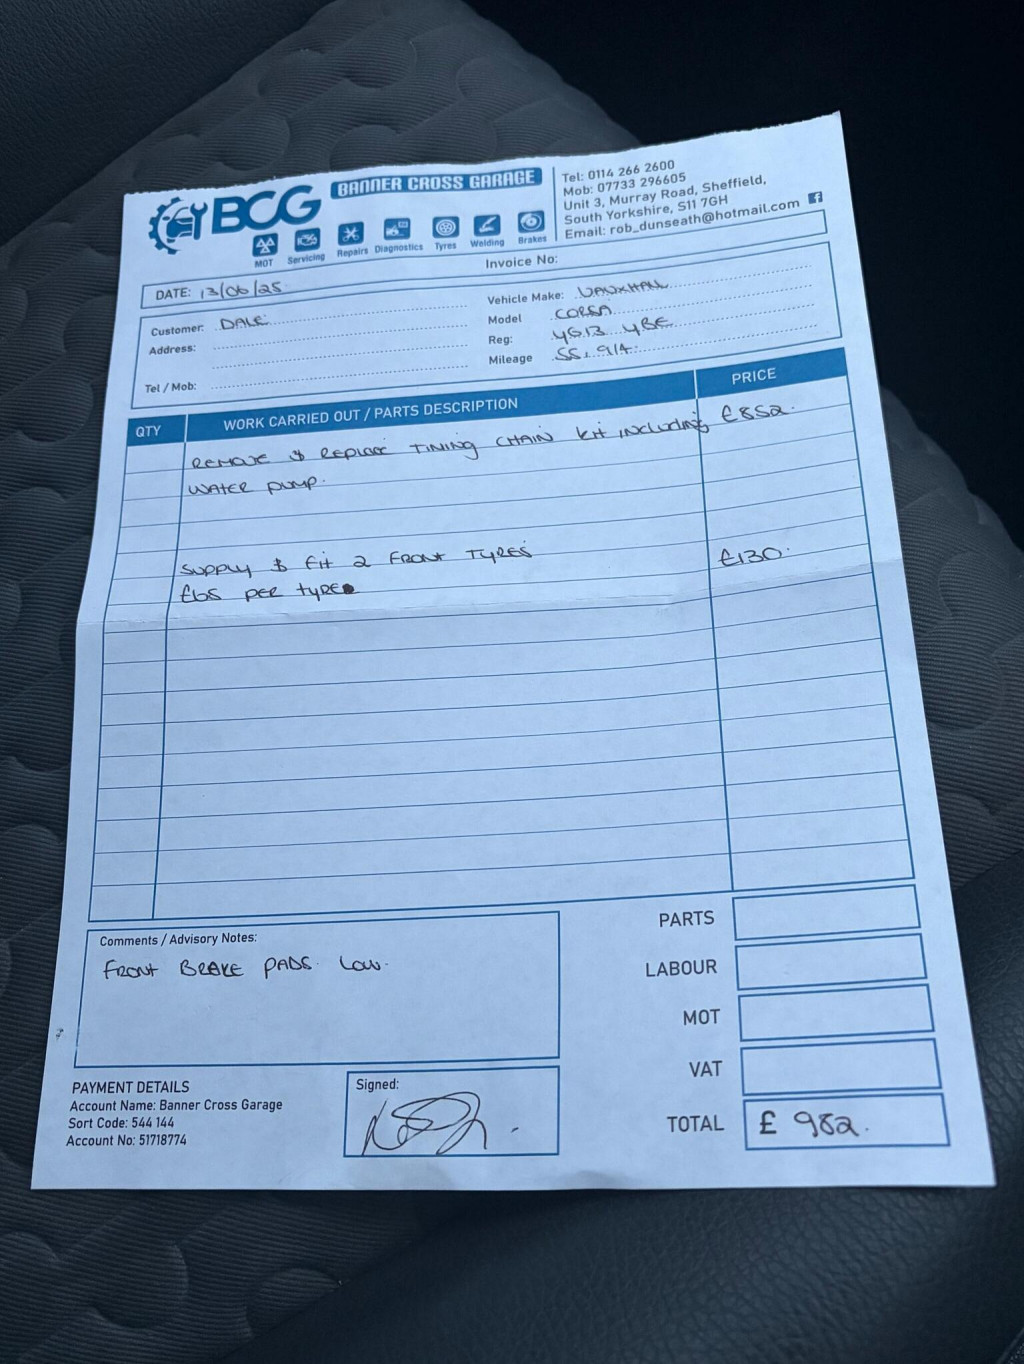 BCG BANNER CROSS GARAGE
MOT Servicing Repairs Diagnostics Tyres Welding Brakes
Tel: 0114 266 2600
Mob: 07733 296605
Unit 3, Murray Road, Sheffield,
South Yorkshire, S11 7GH
Email: rob_dunseath@hotmail.com
DATE: 13/06/25
Invoice No:
Customer: DALE
Address:
Tel / Mob:
Vehicle Make: VAUXHALL
Model CORSA
Reg: YG13 YBE
Mileage 55,914
QTY WORK CARRIED OUT / PARTS DESCRIPTION PRICE
REMOVE & REPLACE TIMING CHAIN Kit, including £852.
WATER PUMP.
SUPPLY & Fit 2 FRONT TYRES £130.
£65 PER TYRE
Comments / Advisory Notes:
FRONT BRAKE PADS. LOW.
PARTS
LABOUR
MOT
VAT
TOTAL £ 982.
PAYMENT DETAILS
Account Name: Banner Cross Garage
Sort Code: 544 144
Account No: 51718774
Signed: